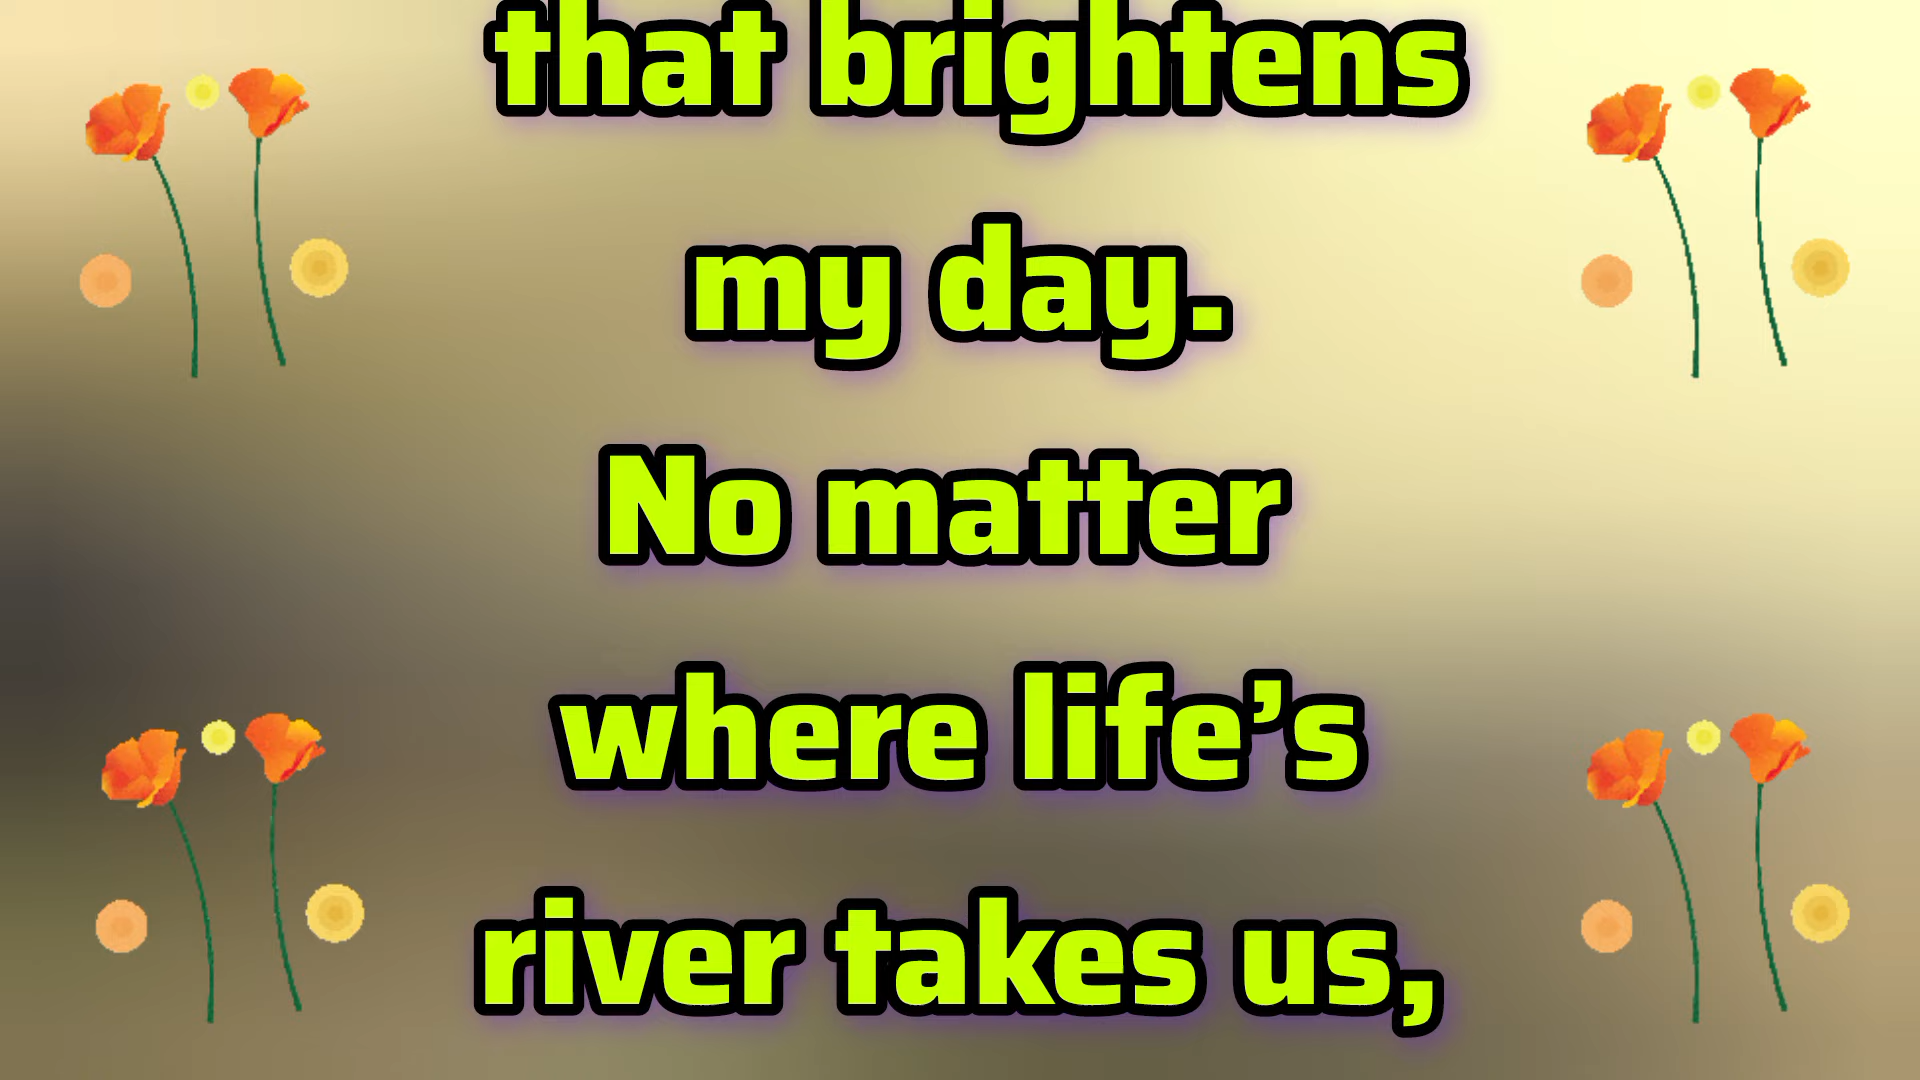 that brightens
my day.
No matter
where life’s
river takes us,